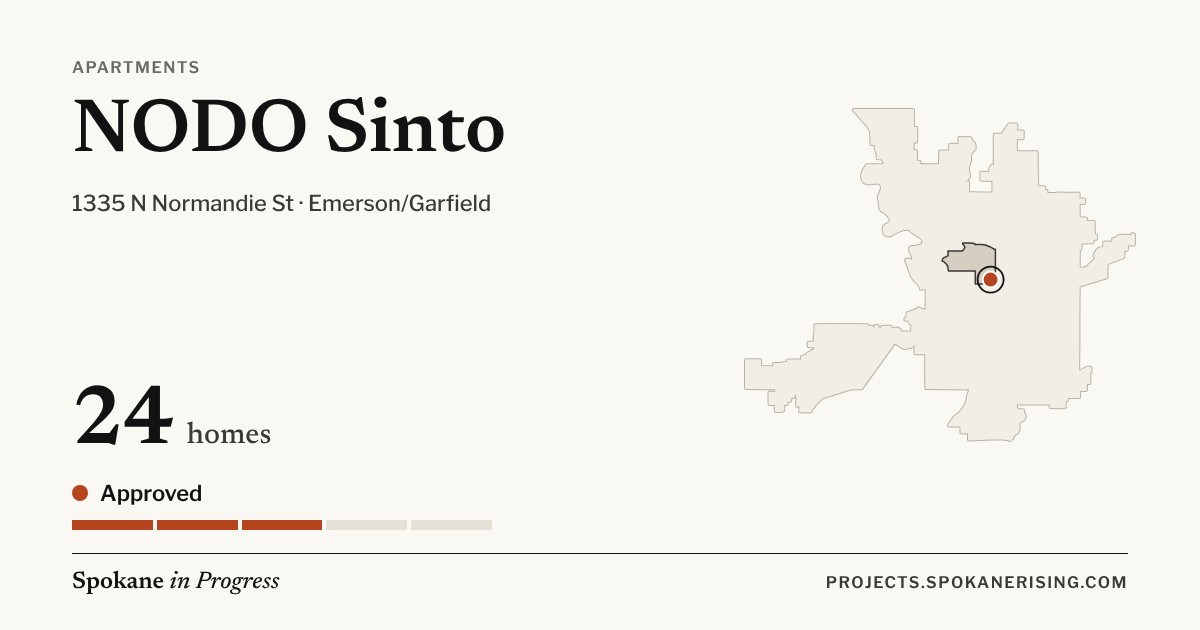 APARTMENTS
NODO Sinto
1335 N Normandie St · Emerson/Garfield
24 homes
Approved
Spokane in Progress
PROJECTS.SPOKANERISING.COM